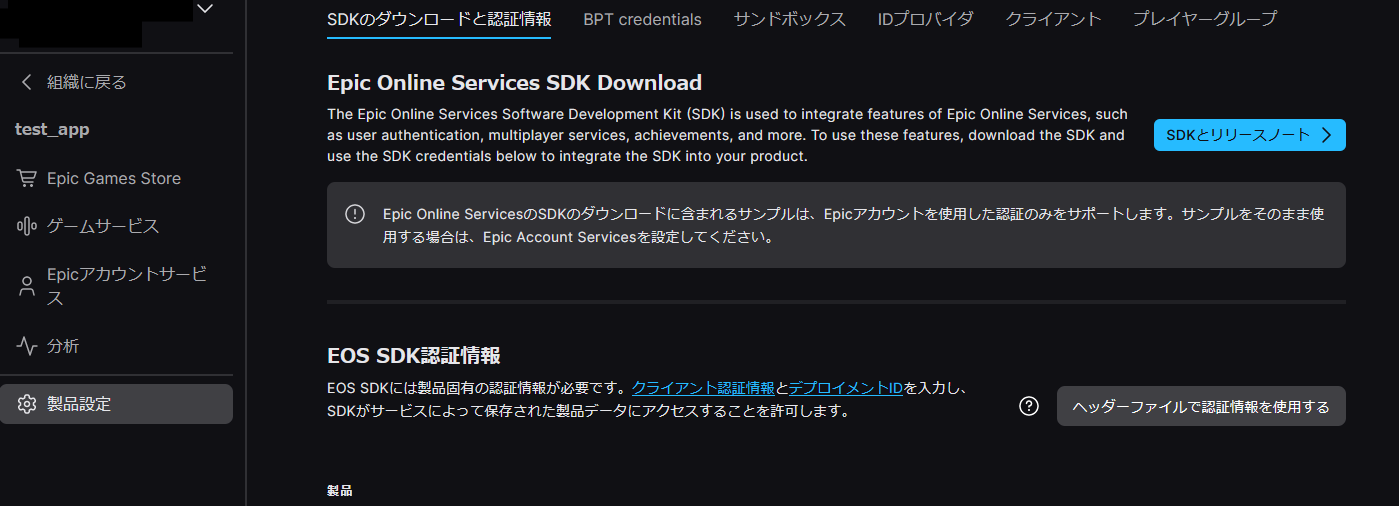 SDKのダウンロードと認証情報
BPT credentials
サンドボックス
IDプロバイダ
クライアント
プレイヤーグループ
組織に戻る
test_app
Epic Games Store
ゲームサービス
Epicアカウントサービ
ス
分析
製品設定
Epic Online Services SDK Download
The Epic Online Services Software Development Kit (SDK) is used to integrate features of Epic Online Services, such
as user authentication, multiplayer services, achievements, and more. To use these features, download the SDK and
use the SDK credentials below to integrate the SDK into your product.
SDKとリリースノート
Epic Online ServicesのSDKのダウンロードに含まれるサンプルは、Epicアカウントを使用した認証のみをサポートします。サンプルをそのまま使
用する場合は、Epic Account Servicesを設定してください。
EOS SDK認証情報
EOS SDKには製品固有の認証情報が必要です。クライアント認証情報とデプロイメントIDを入力し、
SDKがサービスによって保存された製品データにアクセスすることを許可します。
ヘッダーファイルで認証情報を使用する
製品